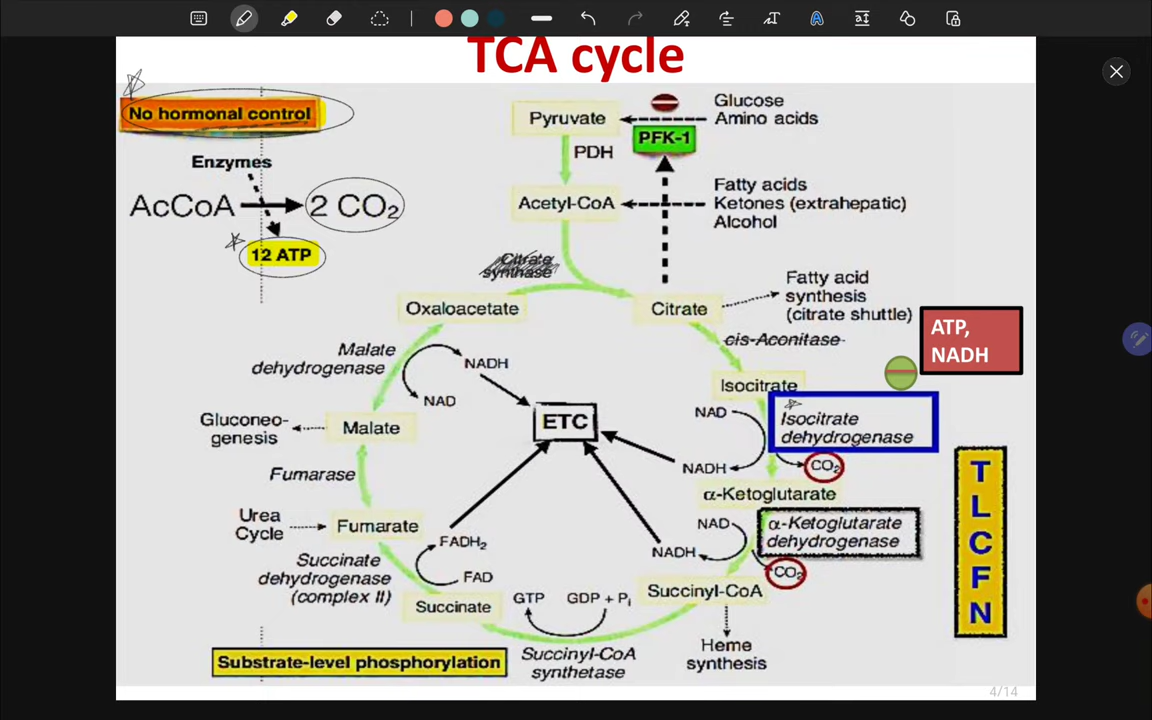 TCA cycle
No hormonal control
Enzymes
AcCoA
2 CO₂
12 ATP
Pyruvate
PFK-1
Glucose
Amino acids
PDH
Acetyl-CoA
Fatty acids
Ketones (extrahepatic)
Alcohol
Citrate
synthase
Oxaloacetate
Citrate
Fatty acid
synthesis
(citrate shuttle)
ATP,
NADH
cis-Aconitase
Isocitrate
Isocitrate
dehydrogenase
NAD
NADH
CO₂
α-Ketoglutarate
α-Ketoglutarate
dehydrogenase
NAD
NADH
CO₂
Succinyl-CoA
Heme
synthesis
Succinyl-CoA
synthetase
GTP
GDP + Pᵢ
Succinate
Substrate-level phosphorylation
Succinate
dehydrogenase
(complex II)
FADH₂
FAD
Fumarate
Urea
Cycle
Fumarase
Malate
Gluconeo-
genesis
Malate
dehydrogenase
NADH
NAD
ETC
T
L
C
F
N
4/14